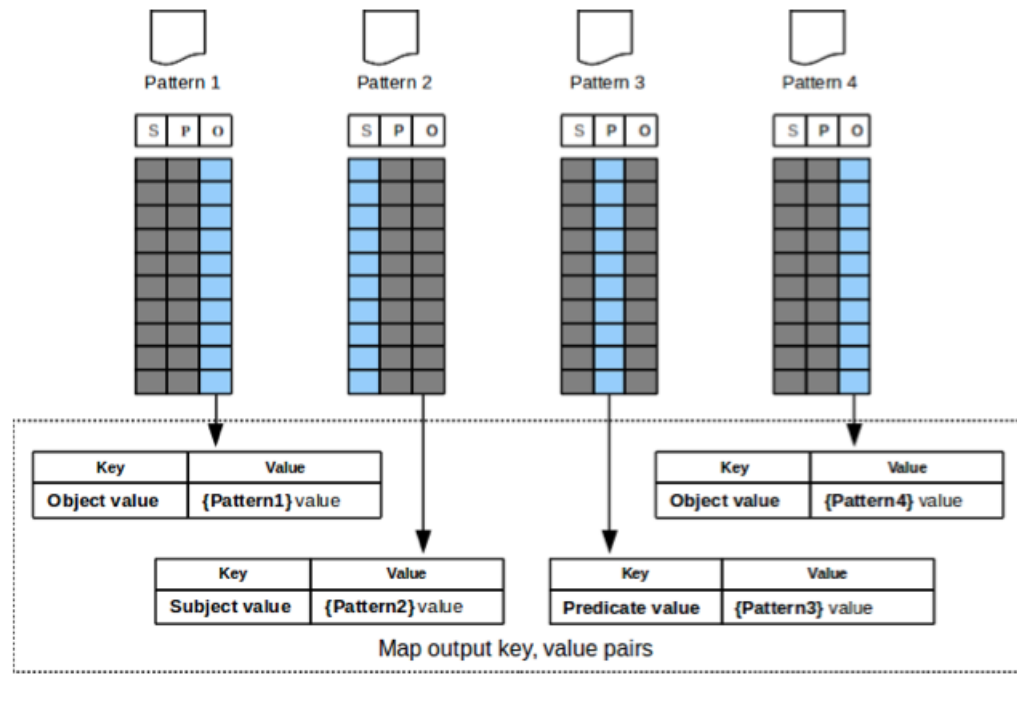 Pattern 1 Pattern 2 Pattern 3 Pattern 4
S P O S P O S P O S P O
Key Value Key Value
Object value {Pattern1} value Object value {Pattern4} value
Key Value Key Value
Subject value {Pattern2} value Predicate value {Pattern3} value
Map output key, value pairs